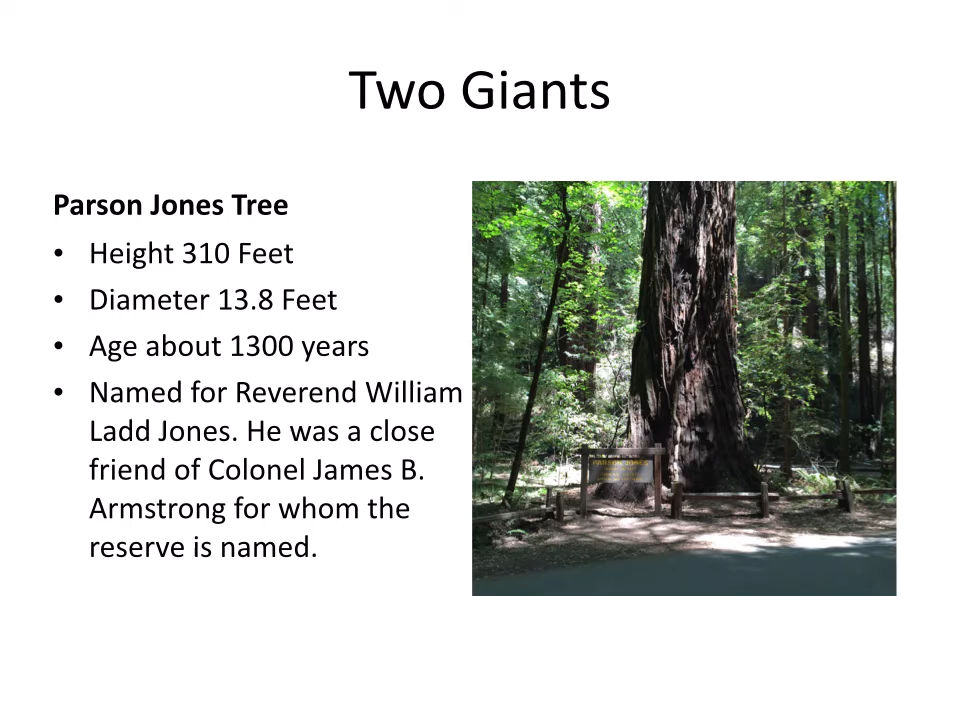 Two Giants
Parson Jones Tree
• Height 310 Feet
• Diameter 13.8 Feet
• Age about 1300 years
• Named for Reverend William
Ladd Jones. He was a close
friend of Colonel James B.
Armstrong for whom the
reserve is named.
PARSON JONES